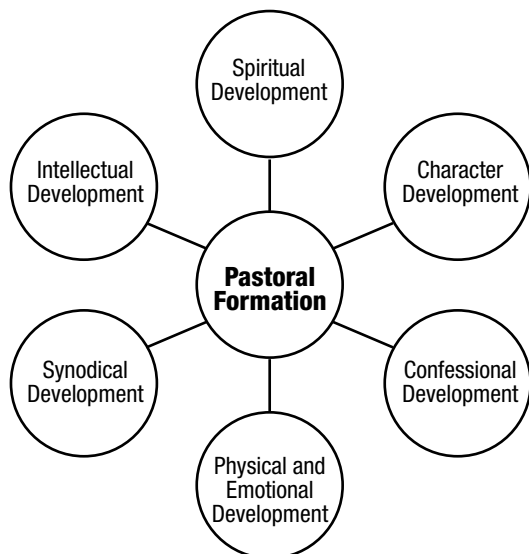 Spiritual
Development
Intellectual
Development
Character
Development
Pastoral
Formation
Synodical
Development
Confessional
Development
Physical and
Emotional
Development